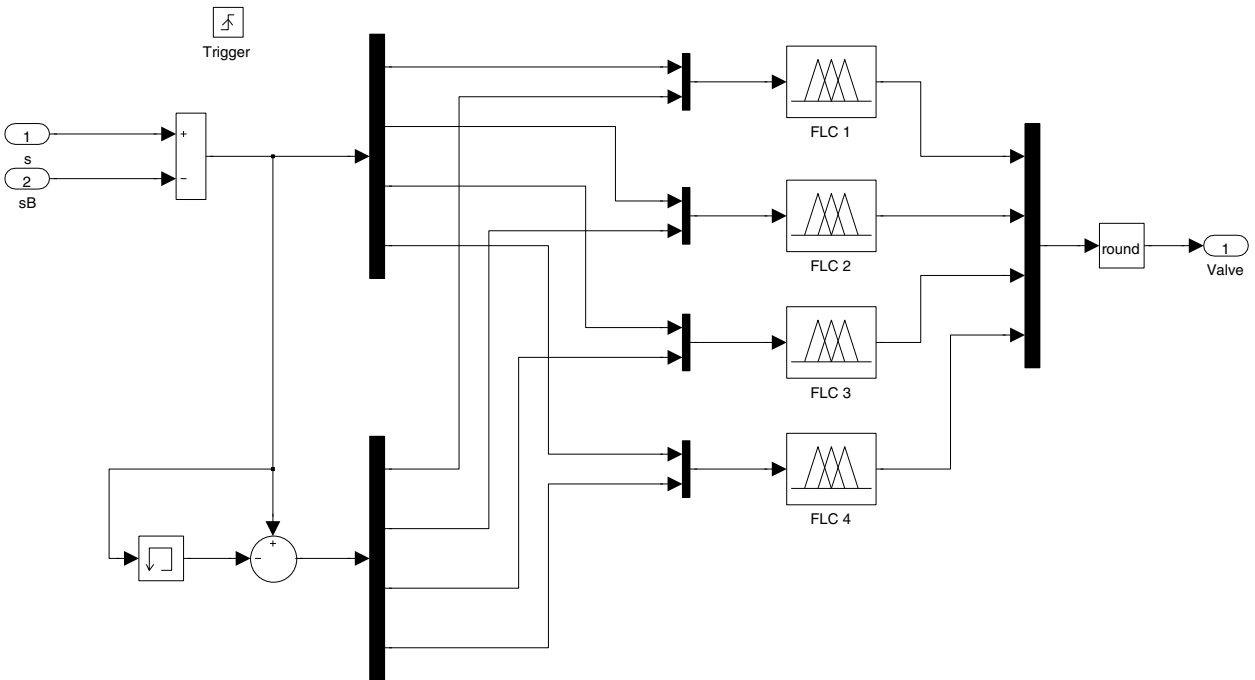 Trigger
1
+
s
2
−
sB
FLC 1
FLC 2
round
1
Valve
FLC 3
FLC 4
+
−